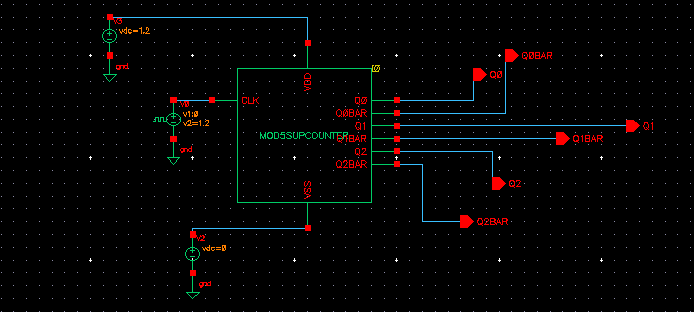 V3
vdc=1.2
gnd
VDD
Q0BAR
Q0
V0
v1:0
v2=1.2
gnd
CLK
MOD5SUPCOUNTER
Q0
Q0BAR
Q1
Q1BAR
Q2
Q2BAR
VSS
Q1
Q1BAR
Q2
Q2BAR
V2
vdc=0
gnd